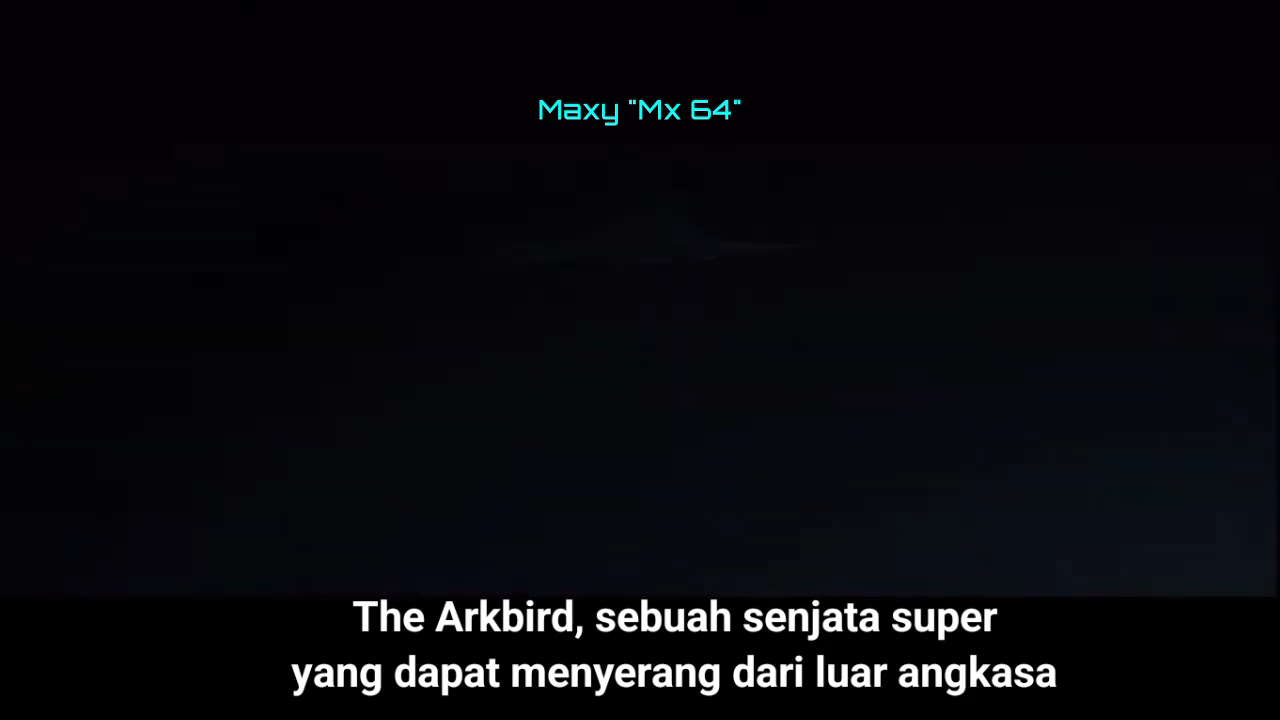 Maxy "Mx 64"
The Arkbird, sebuah senjata super
yang dapat menyerang dari luar angkasa